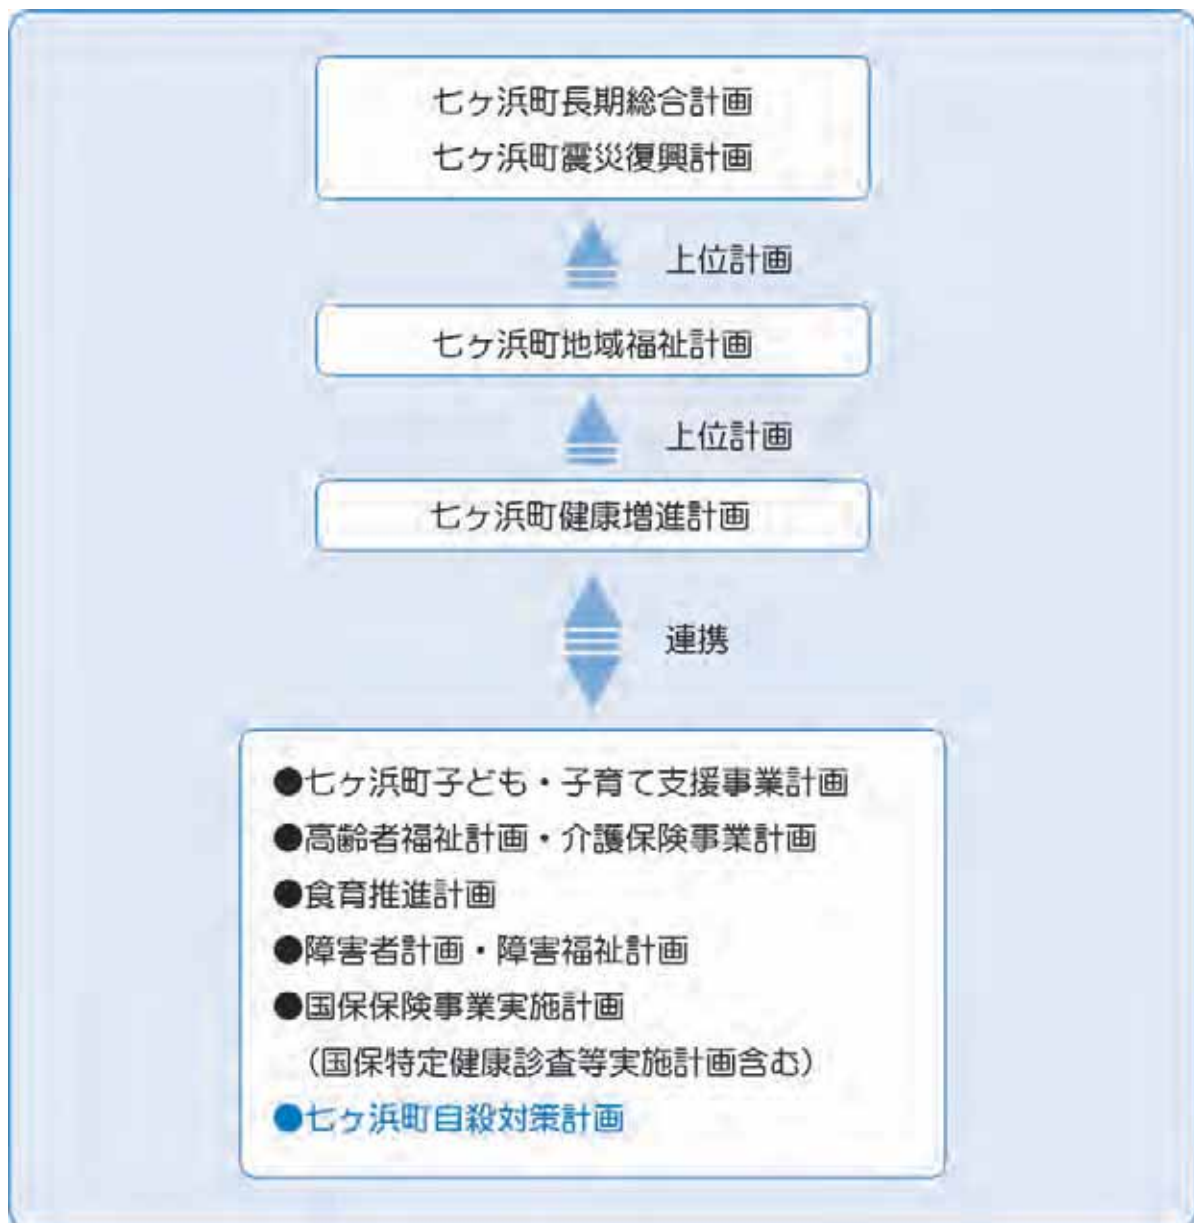 七ヶ浜町長期総合計画
七ヶ浜町震災復興計画
上位計画
七ヶ浜町地域福祉計画
上位計画
七ヶ浜町健康増進計画
連携
●七ヶ浜町子ども・子育て支援事業計画
●高齢者福祉計画・介護保険事業計画
●食育推進計画
●障害者計画・障害福祉計画
●国保保険事業実施計画
（国保特定健康診査等実施計画含む）
●七ヶ浜町自殺対策計画